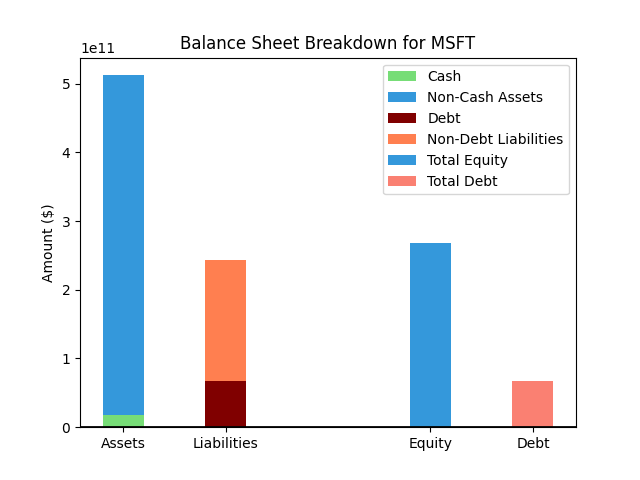 Balance Sheet Breakdown for MSFT
1e11
Cash
Non-Cash Assets
Debt
Non-Debt Liabilities
Total Equity
Total Debt
5
4
3
2
1
0
Amount ($)
Assets
Liabilities
Equity
Debt